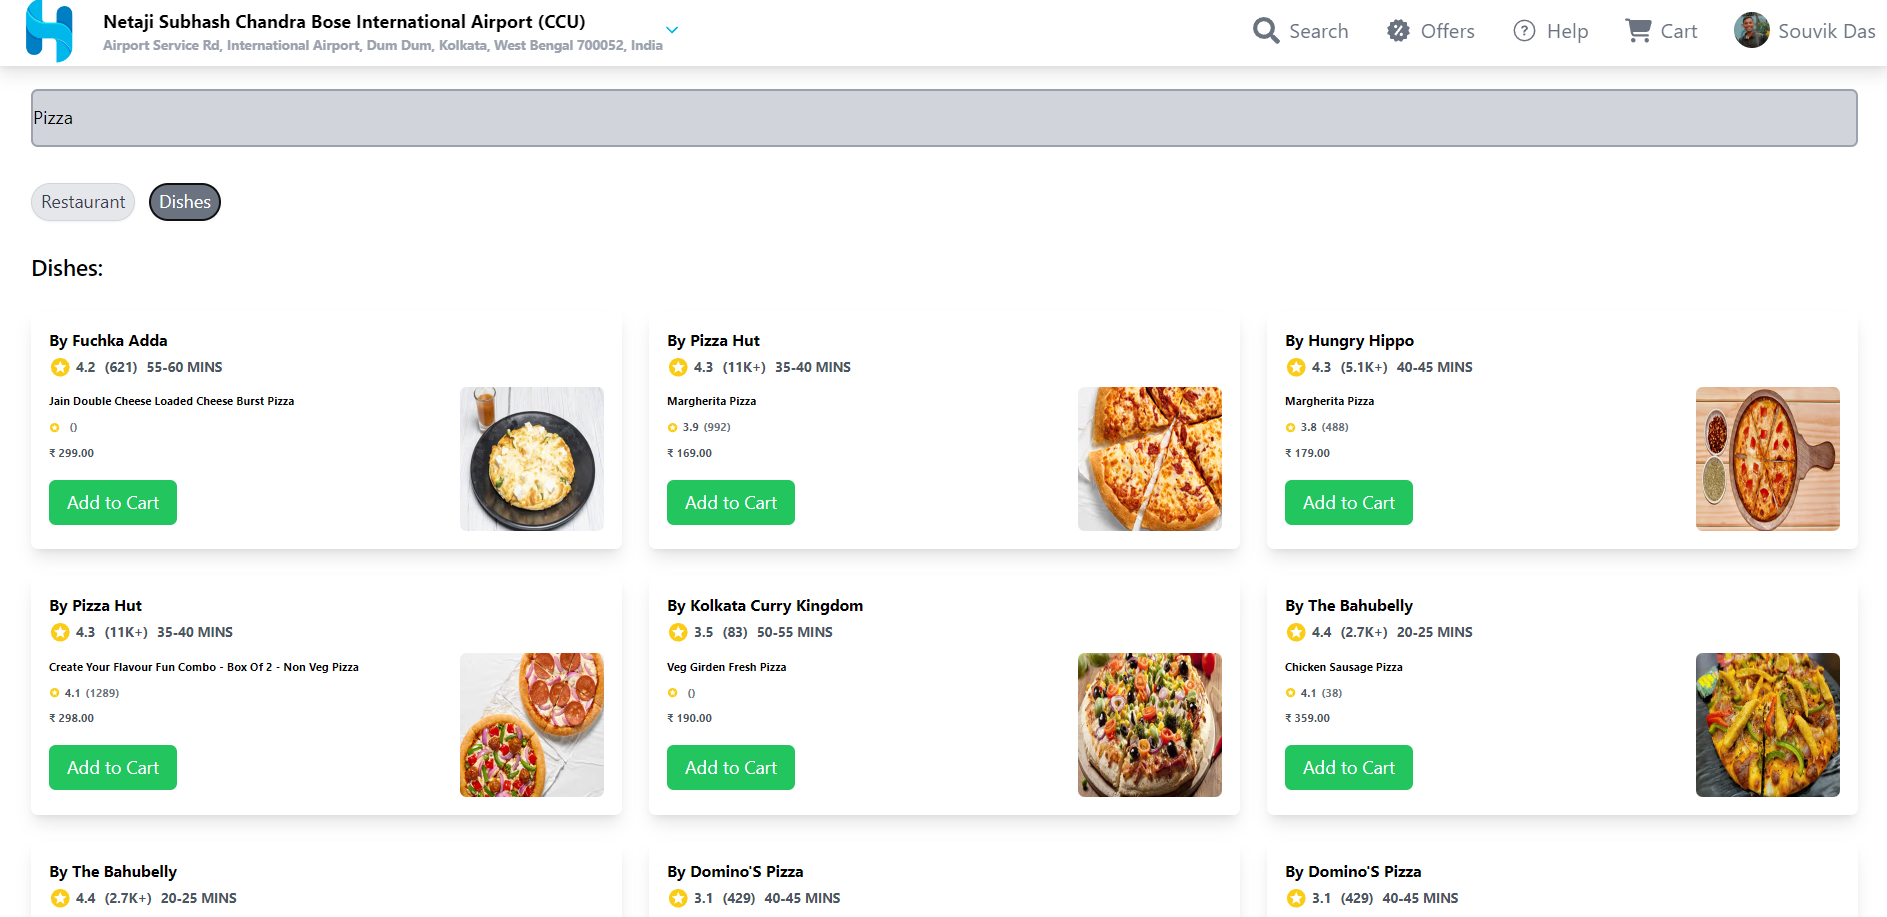 Netaji Subhash Chandra Bose International Airport (CCU)
Airport Service Rd, International Airport, Dum Dum, Kolkata, West Bengal 700052, India
Search
Offers
Help
Cart
Souvik Das
Pizza
Restaurant
Dishes
Dishes:
By Fuchka Adda
4.2 (621) 55-60 MINS
Jain Double Cheese Loaded Cheese Burst Pizza
()
₹ 299.00
Add to Cart
By Pizza Hut
4.3 (11K+) 35-40 MINS
Margherita Pizza
3.9 (992)
₹ 169.00
Add to Cart
By Hungry Hippo
4.3 (5.1K+) 40-45 MINS
Margherita Pizza
3.8 (488)
₹ 179.00
Add to Cart
By Pizza Hut
4.3 (11K+) 35-40 MINS
Create Your Flavour Fun Combo - Box Of 2 - Non Veg Pizza
4.1 (1289)
₹ 298.00
Add to Cart
By Kolkata Curry Kingdom
3.5 (83) 50-55 MINS
Veg Girden Fresh Pizza
()
₹ 190.00
Add to Cart
By The Bahubelly
4.4 (2.7K+) 20-25 MINS
Chicken Sausage Pizza
4.1 (38)
₹ 359.00
Add to Cart
By The Bahubelly
4.4 (2.7K+) 20-25 MINS
By Domino'S Pizza
3.1 (429) 40-45 MINS
By Domino'S Pizza
3.1 (429) 40-45 MINS